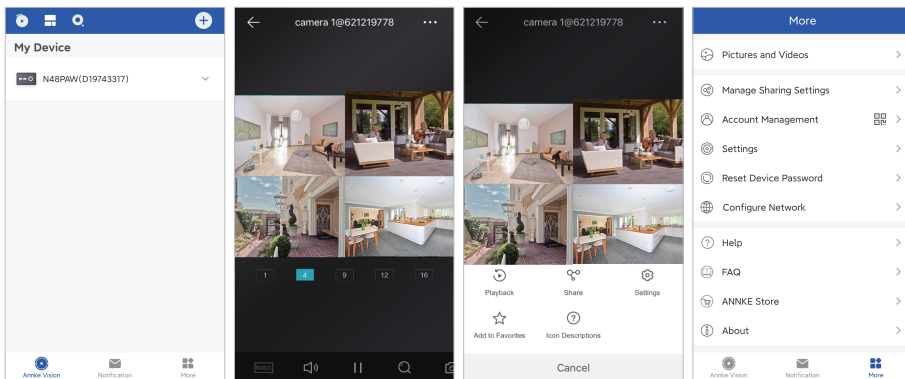 My Device
N48PAW(D19743317)
Annke Vision
Notification
More
camera 1@621219778
1
4
9
12
16
BASIC
camera 1@621219778
Playback
Share
Settings
Add to Favorites
Icon Descriptions
Cancel
More
Pictures and Videos
Manage Sharing Settings
Account Management
Settings
Reset Device Password
Configure Network
Help
FAQ
ANNKE Store
About
Annke Vision
Notification
More